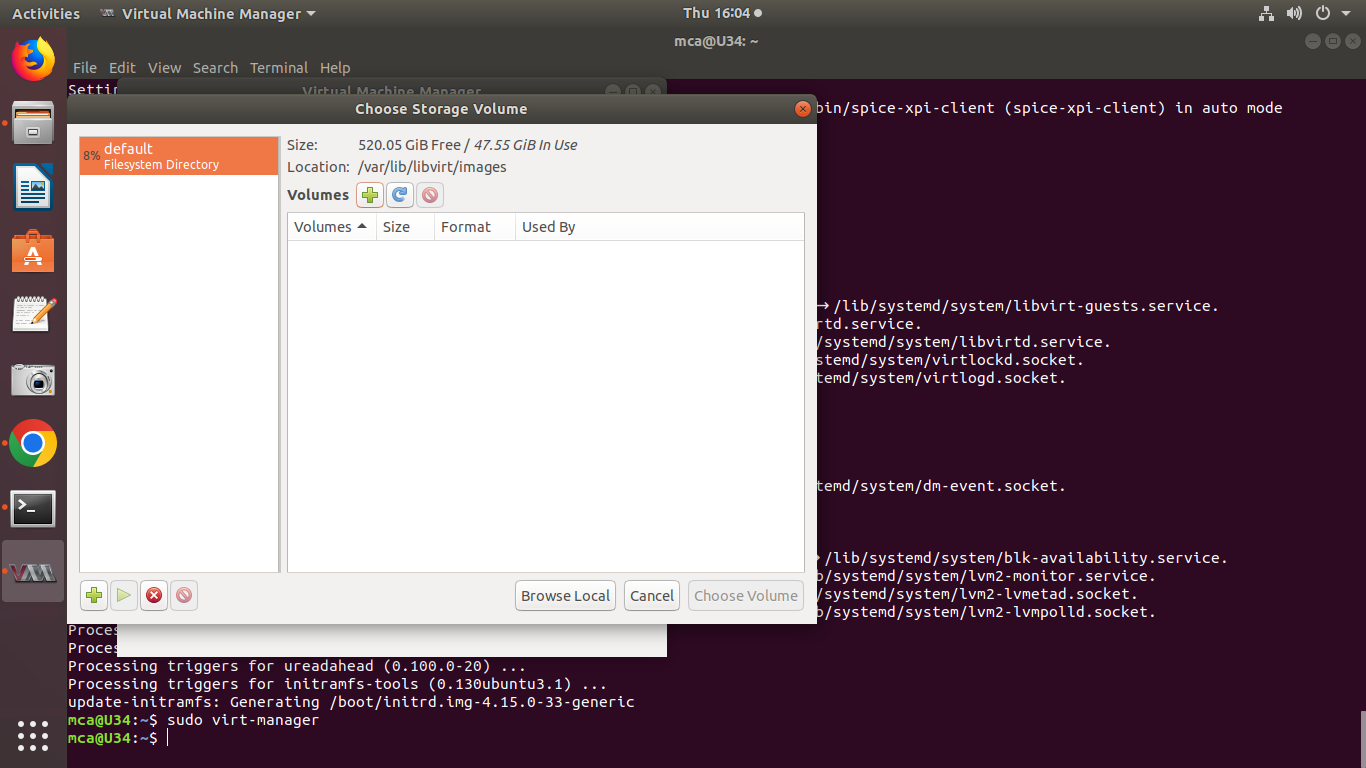 Activities Virtual Machine Manager Thu 16:04
mca@U34: ~
File Edit View Search Terminal Help
Settin
Virtual Machine Manager
bin/spice-xpi-client (spice-xpi-client) in auto mode
Choose Storage Volume
8% default
Filesystem Directory
Size: 520.05 GiB Free / 47.55 GiB In Use
Location: /var/lib/libvirt/images
Volumes
Volumes Size Format Used By
→/lib/systemd/system/libvirt-guests.service.
rtd.service.
/systemd/system/libvirtd.service.
stemd/system/virtlockd.socket.
temd/system/virtlogd.socket.
temd/system/dm-event.socket.
/lib/systemd/system/blk-availability.service.
b/systemd/system/lvm2-monitor.service.
/systemd/system/lvm2-lvmetad.socket.
b/systemd/system/lvm2-lvmpolld.socket.
Browse Local Cancel Choose Volume
Proces
Proces
Processing triggers for ureadahead (0.100.0-20) ...
Processing triggers for initramfs-tools (0.130ubuntu3.1) ...
update-initramfs: Generating /boot/initrd.img-4.15.0-33-generic
mca@U34:~$ sudo virt-manager
mca@U34:~$